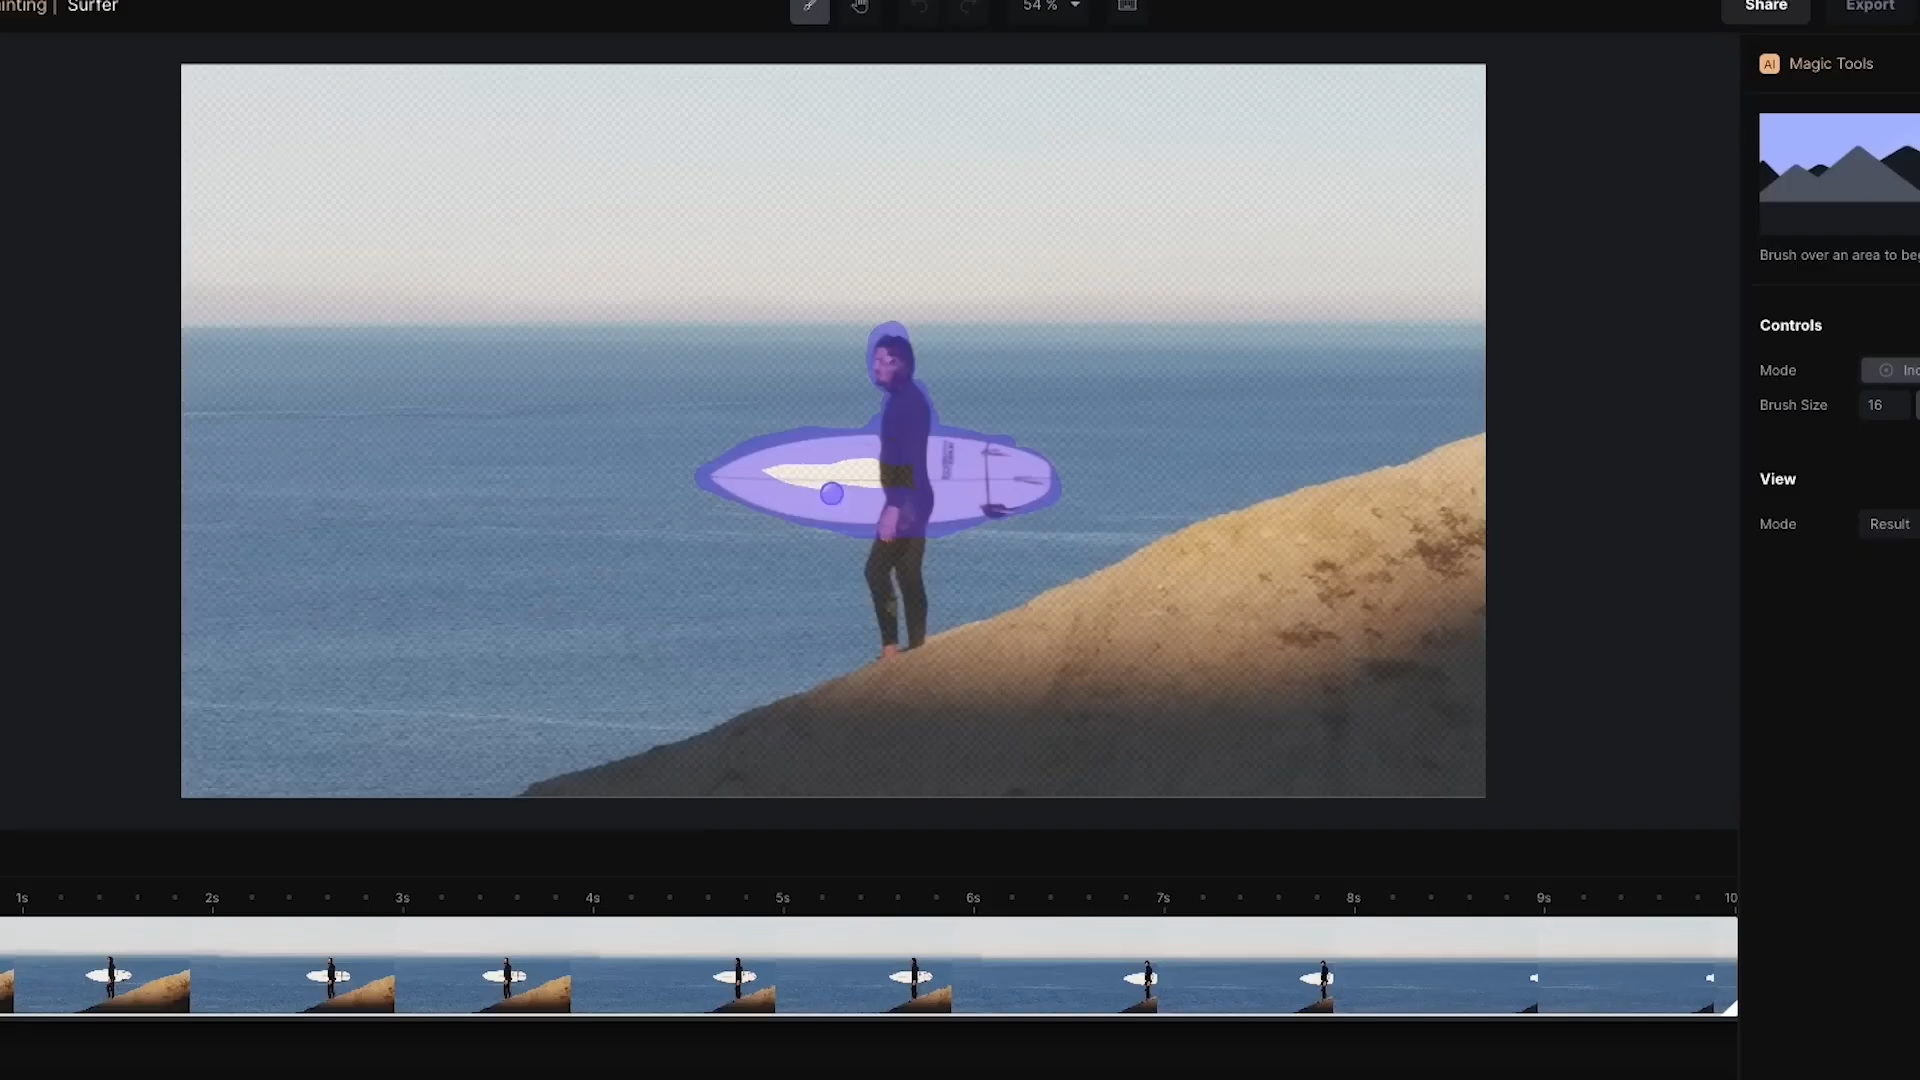 inting | Surfer
54 %
Share
Export
AI Magic Tools
Brush over an area to be
Controls
Mode
Brush Size 16
View
Mode Result
1s 2s 3s 4s 5s 6s 7s 8s 9s 10